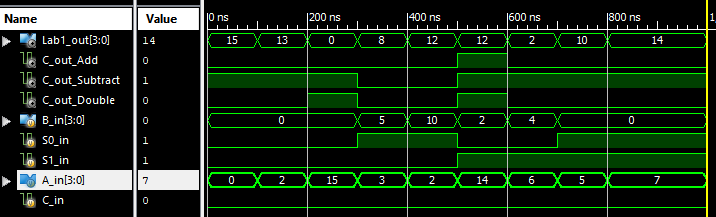 Name Value 0 ns 200 ns 400 ns 600 ns 800 ns 1
Lab1_out[3:0] 14 15 13 0 8 12 12 2 10 14
C_out_Add 0
C_out_Subtract 1
C_out_Double 0
B_in[3:0] 0 0 5 10 2 4 0
S0_in 1
S1_in 1
A_in[3:0] 7 0 2 15 3 2 14 6 5 7
C_in 0